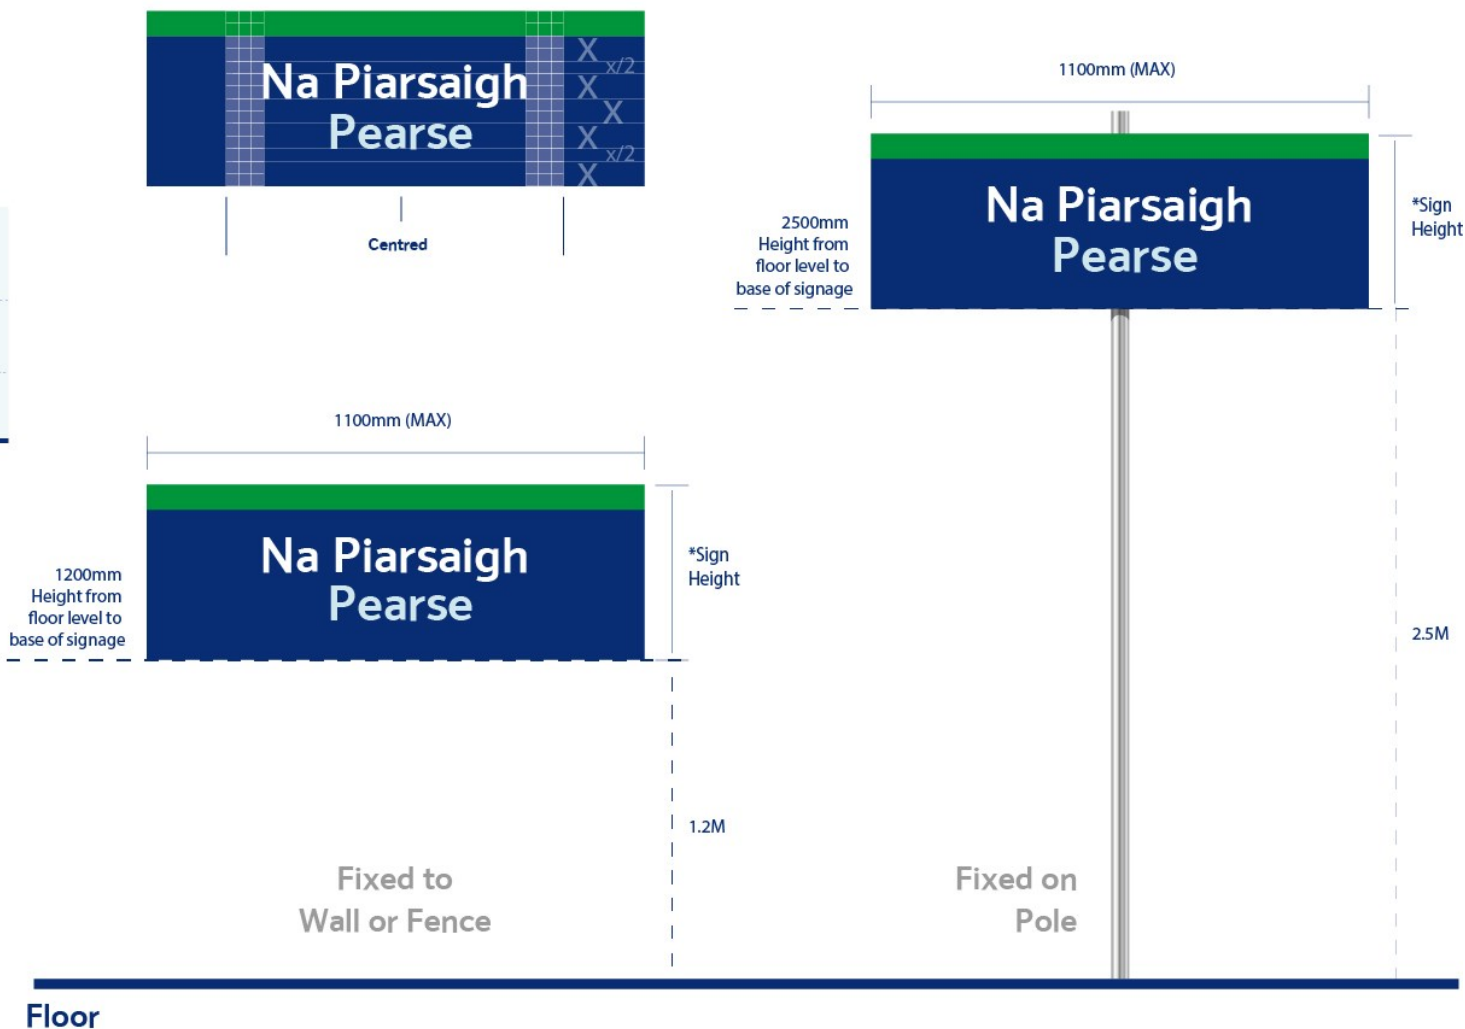 Na Piarsaigh
Pearse
X
x/2
X
X
X
x/2
X
Centred
1100mm (MAX)
Na Piarsaigh
Pearse
*Sign
Height
2500mm
Height from
floor level to
base of signage
1100mm (MAX)
Na Piarsaigh
Pearse
*Sign
Height
1200mm
Height from
floor level to
base of signage
2.5M
1.2M
Fixed to
Wall or Fence
Fixed on
Pole
Floor